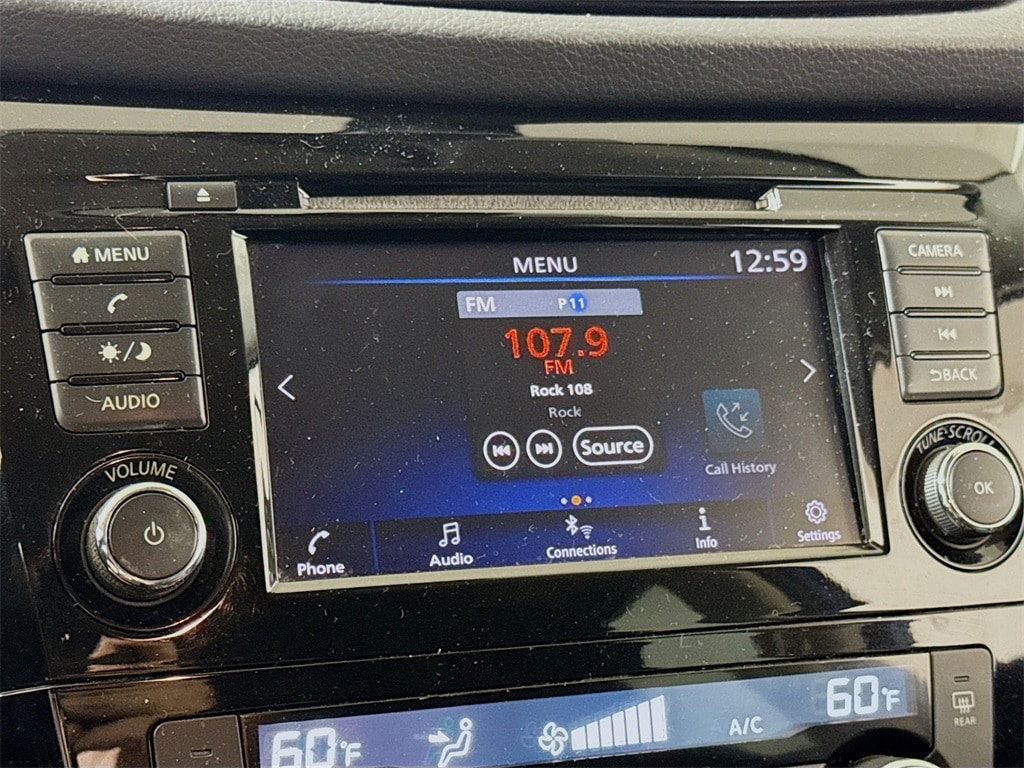 MENU
AUDIO
VOLUME
MENU 12:59
FM P11
107.9
FM
Rock 108
Rock
Source
Call History
Phone
Audio
Connections
Info
Settings
CAMERA
BACK
TUNE·SCROLL
OK
60°F
A/C
60°F
REAR